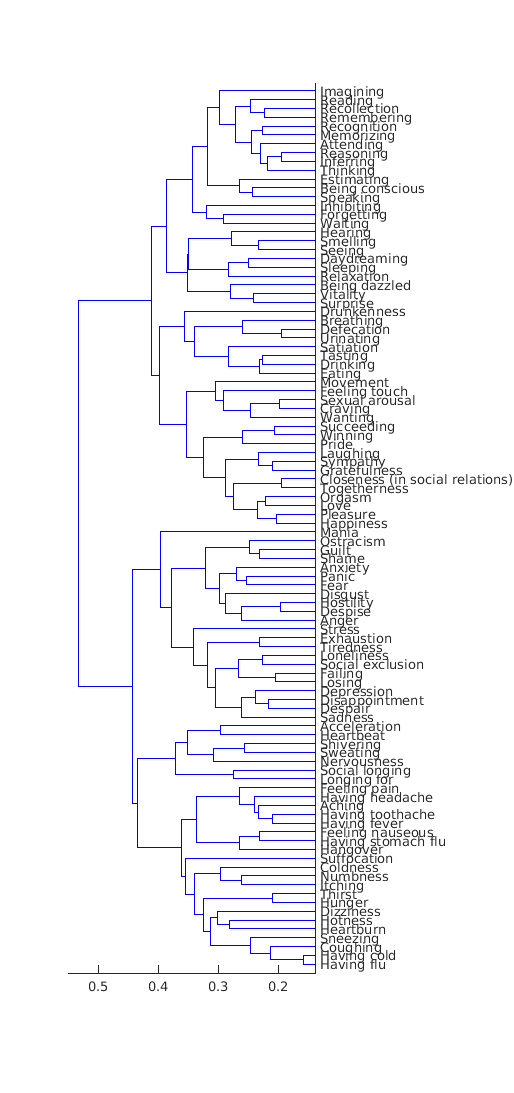 Imagining
Reading
Recollection
Remembering
Recognition
Memorizing
Attending
Reasoning
Inferring
Thinking
Estimating
Being conscious
Speaking
Inhibiting
Forgetting
Waiting
Hearing
Smelling
Seeing
Daydreaming
Sleeping
Relaxation
Being dazzled
Vitality
Surprise
Drunkenness
Breathing
Defecation
Urinating
Satiation
Tasting
Drinking
Eating
Movement
Feeling touch
Sexual arousal
Craving
Wanting
Succeeding
Winning
Pride
Laughing
Sympathy
Gratefulness
Closeness (in social relations)
Togetherness
Orgasm
Love
Pleasure
Happiness
Mania
Ostracism
Guilt
Shame
Anxiety
Panic
Fear
Disgust
Hostility
Despise
Anger
Stress
Exhaustion
Tiredness
Loneliness
Social exclusion
Failing
Losing
Depression
Disappointment
Despair
Sadness
Acceleration
Heartbeat
Shivering
Sweating
Nervousness
Social longing
Longing for
Feeling pain
Having headache
Aching
Having toothache
Having fever
Feeling nauseous
Having stomach flu
Hangover
Suffocation
Coldness
Numbness
Itching
Thirst
Hunger
Dizziness
Hotness
Heartburn
Sneezing
Coughing
Having cold
Having flu
0.5 0.4 0.3 0.2